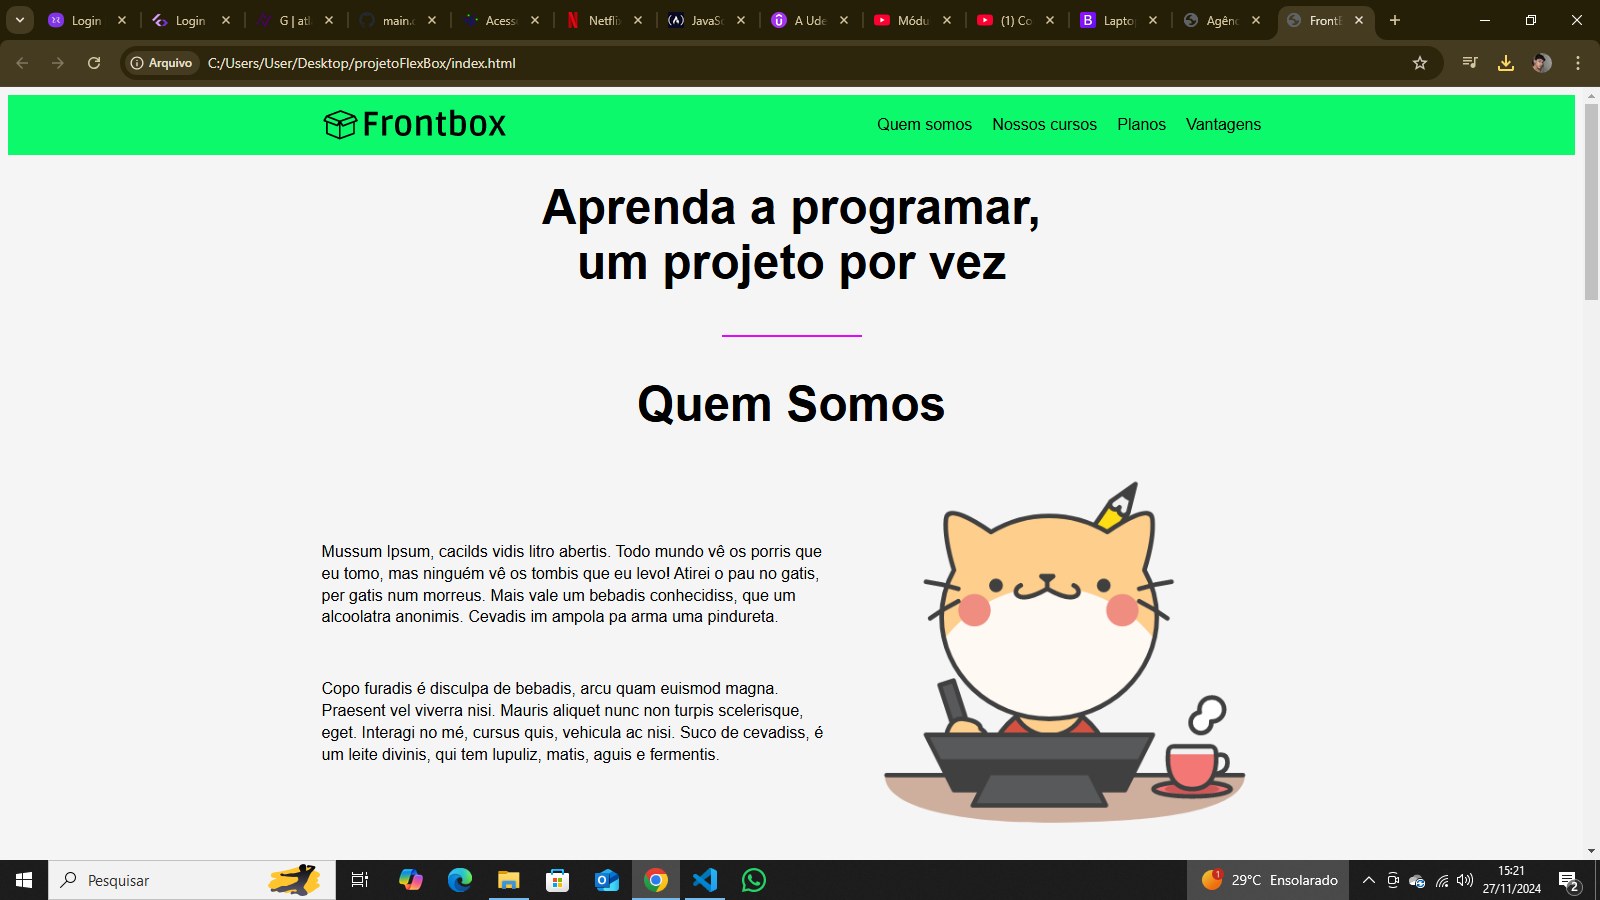 Login
Login
G | atl
main.c
Acess
Netfli
JavaSc
A Ude
Módu
(1) Co
Lapto
Agênc
Front
Arquivo
C:/Users/User/Desktop/projetoFlexBox/index.html
Frontbox
Quem somos
Nossos cursos
Planos
Vantagens
Aprenda a programar,
um projeto por vez
Quem Somos
Mussum Ipsum, cacilds vidis litro abertis. Todo mundo vê os porris que
eu tomo, mas ninguém vê os tombis que eu levo! Atirei o pau no gatis,
per gatis num morreus. Mais vale um bebadis conhecidiss, que um
alcoolatra anonimis. Cevadis im ampola pa arma uma pindureta.
Copo furadis é disculpa de bebadis, arcu quam euismod magna.
Praesent vel viverra nisi. Mauris aliquet nunc non turpis scelerisque,
eget. Interagi no mé, cursus quis, vehicula ac nisi. Suco de cevadiss, é
um leite divinis, qui tem lupuliz, matis, aguis e fermentis.
Pesquisar
1
29°C Ensolarado
15:21
27/11/2024
2